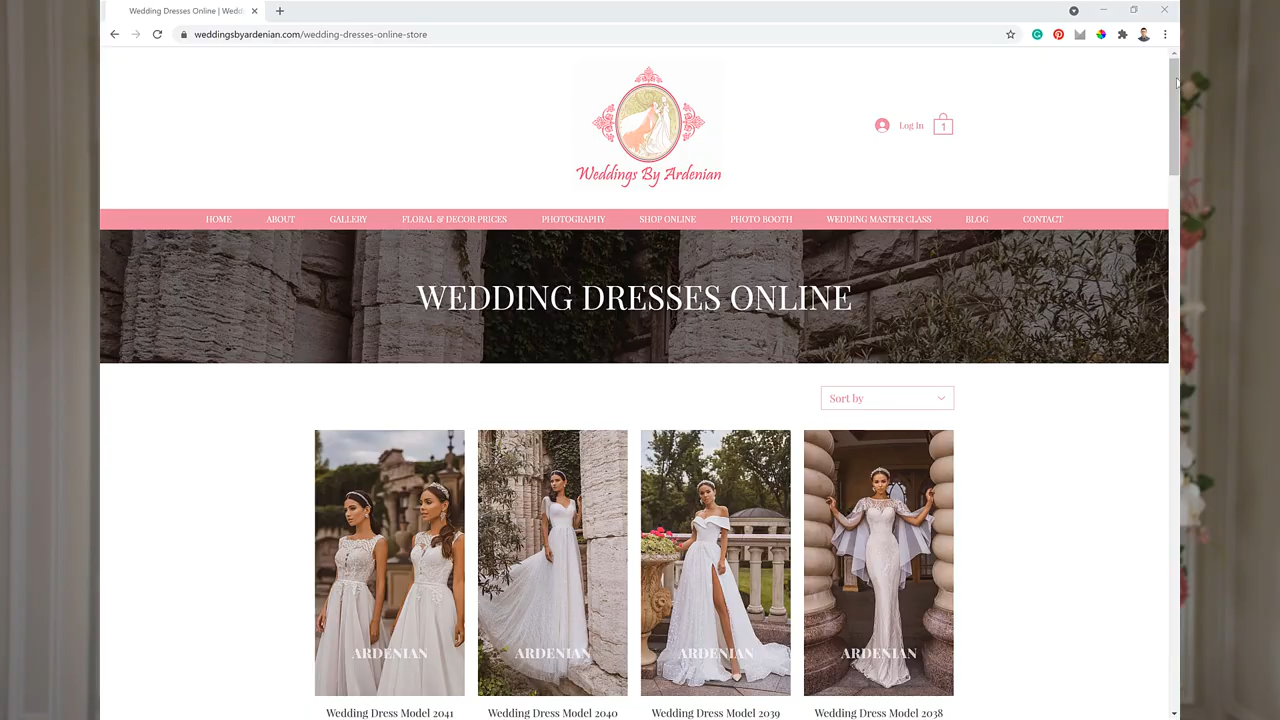 Wedding Dresses Online | Wedd
weddingsbyardenian.com/wedding-dresses-online-store
Weddings By Ardenian
Log In
1
HOME ABOUT GALLERY FLORAL & DECOR PRICES PHOTOGRAPHY SHOP ONLINE PHOTO BOOTH WEDDING MASTER CLASS BLOG CONTACT
WEDDING DRESSES ONLINE
Sort by
ARDENIAN ARDENIAN ARDENIAN ARDENIAN
Wedding Dress Model 2041 Wedding Dress Model 2040 Wedding Dress Model 2039 Wedding Dress Model 2038